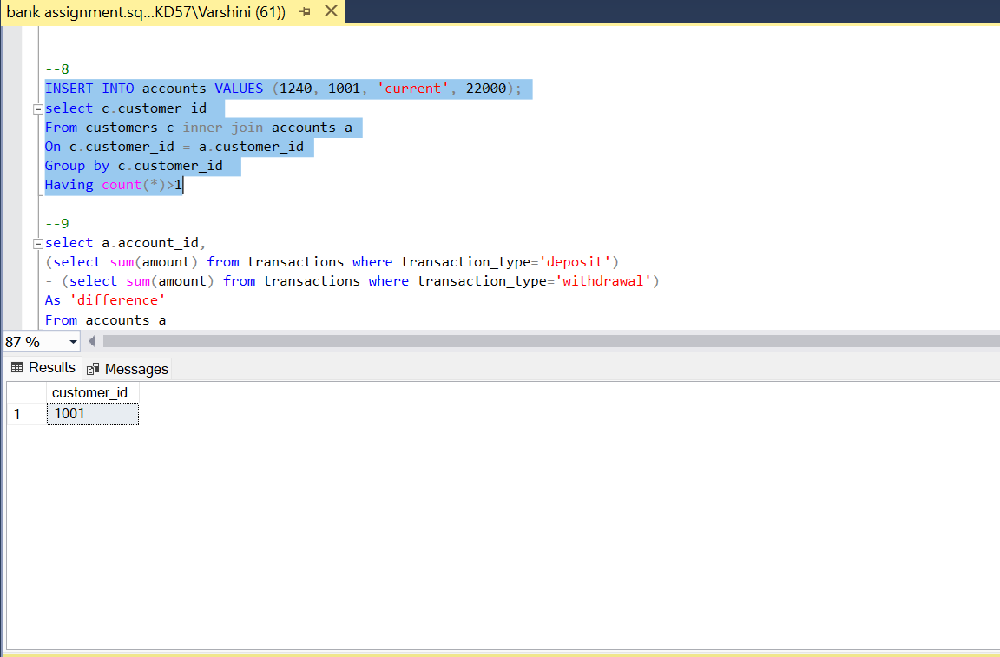 bank assignment.sq...KD57\Varshini (61))
--8
INSERT INTO accounts VALUES (1240, 1001, 'current', 22000);
select c.customer_id
From customers c inner join accounts a
On c.customer_id = a.customer_id
Group by c.customer_id
Having count(*)>1
--9
select a.account_id,
(select sum(amount) from transactions where transaction_type='deposit')
- (select sum(amount) from transactions where transaction_type='withdrawal')
As 'difference'
From accounts a
87 %
Results Messages
customer_id
1 1001